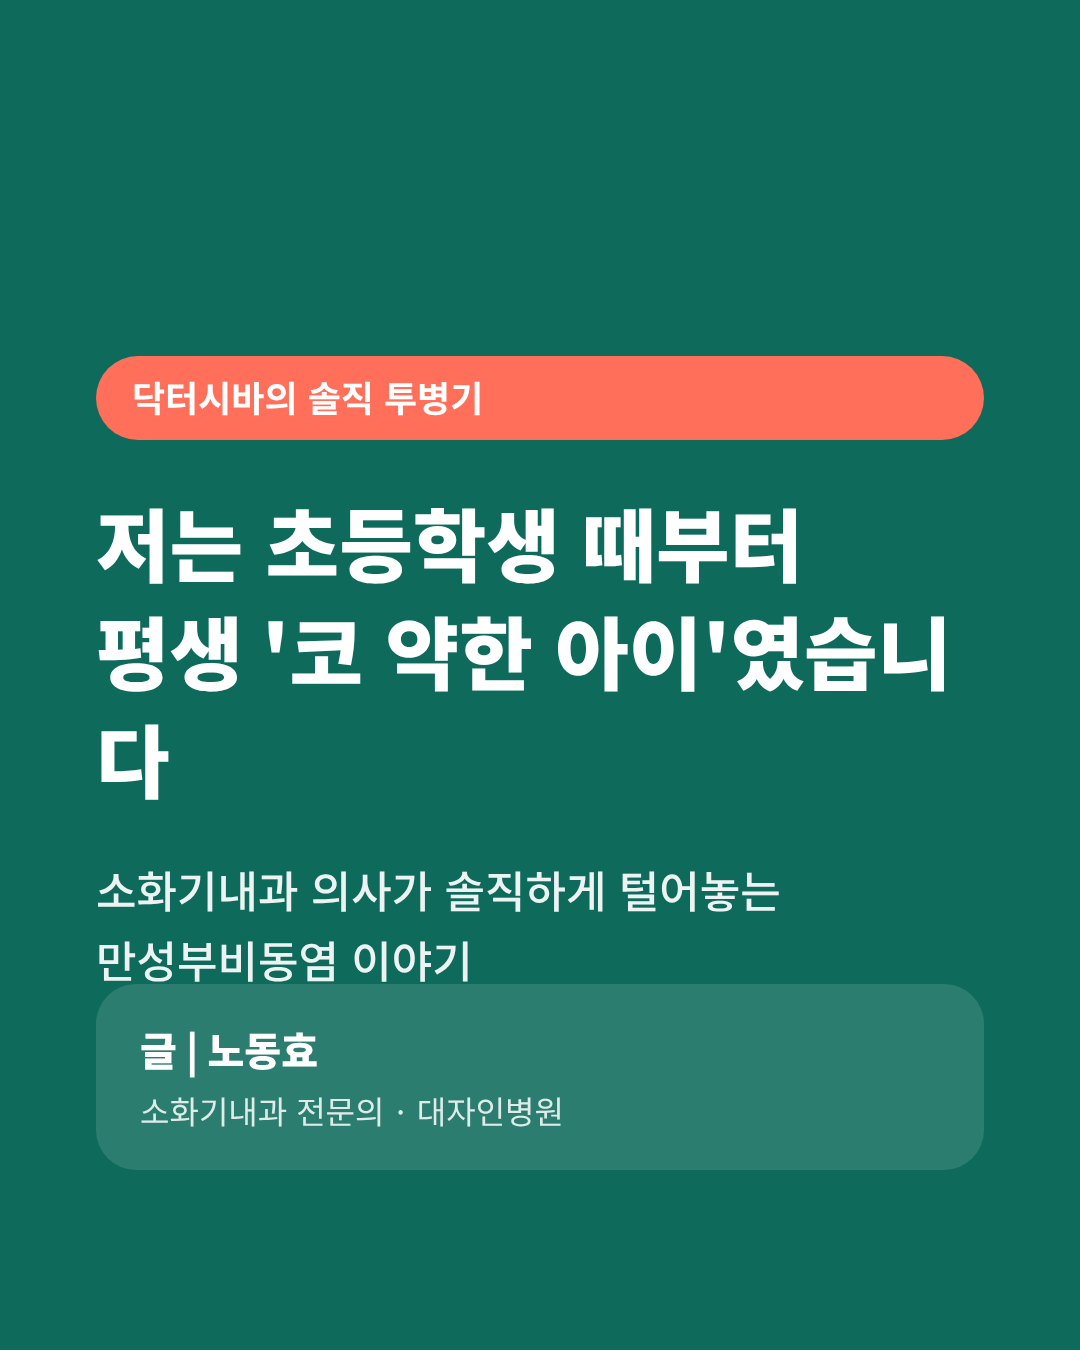 닥터시바의 솔직 투병기
저는 초등학생 때부터
평생 '코 약한 아이'였습니
다
소화기내과 의사가 솔직하게 털어놓는
만성부비동염 이야기
글 | 노동효
소화기내과 전문의 · 대자인병원